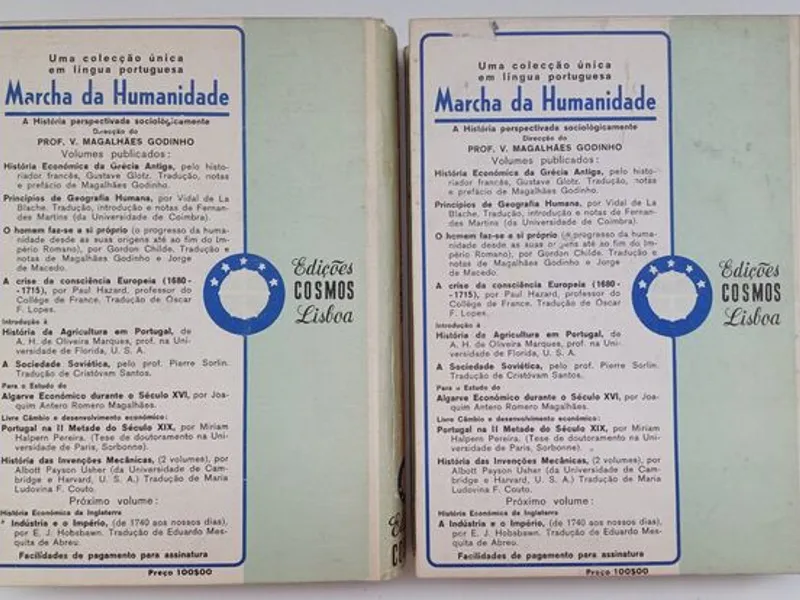 Uma colecção única
em língua portuguesa
Marcha da Humanidade
A História perspectivada sociològicamente
Direcção do
PROF. V. MAGALHÃES GODINHO
Volumes publicados:
História Económica da Grécia Antiga, pelo histo-
riador francês, Gustave Glotz. Tradução, notas
e prefácio de Magalhães Godinho.
Princípios de Geografia Humana, por Vidal de La
Blache. Tradução, introdução e notas de Fernan-
des Martins (da Universidade de Coimbra).
O homem faz-se a si próprio (o progresso da huma-
nidade desde as suas origens até ao fim do Im-
pério Romano), por Gordon Childe. Tradução e
notas de Magalhães Godinho e Jorge
de Macedo.
A crise da consciência Europeia (1680-
-1715), por Paul Hazard, professor do
Collège de France. Tradução de Óscar
F. Lopes.
Introdução à
História da Agricultura em Portugal, de
A. H. de Oliveira Marques, prof. na Uni-
versidade de Florida, U. S. A.
A Sociedade Soviética, pelo prof. Pierre Sorlin.
Tradução de Cristóvam Santos.
Para o Estudo do
Algarve Económico durante o Século XVI, por Joa-
quim Antero Romero Magalhães.
Livre Câmbio e desenvolvimento económico:
Portugal na II Metade do Século XIX, por Miriam
Halpern Pereira. (Tese de doutoramento na Uni-
versidade de Paris, Sorbonne).
História das Invenções Mecânicas, (2 volumes), por
Albott Payson Usher (da Universidade de Cam-
bridge e Harvard, U. S. A.) Tradução de Maria
Ludovina F. Couto.
Próximo volume:
História Económica da Inglaterra
A Indústria e o Império, (de 1740 aos nossos dias),
por E. J. Hobsbawn. Tradução de Eduardo Mes-
quita de Abreu.
Facilidades de pagamento para assinatura
Preço 100$00
Edições
COSMOS
Lisboa
Uma colecção única
em língua portuguesa
Marcha da Humanidade
A História perspectivada sociològicamente
Direcção do
PROF. V. MAGALHÃES GODINHO
Volumes publicados:
História Económica da Grécia Antiga, pelo histo-
riador francês, Gustave Glotz. Tradução, notas
e prefácio de Magalhães Godinho.
Princípios de Geografia Humana, por Vidal de La
Blache. Tradução, introdução e notas de Fernan-
des Martins (da Universidade de Coimbra).
O homem faz-se a si próprio (o progresso da huma-
nidade desde as suas origens até ao fim do Im-
pério Romano), por Gordon Childe. Tradução e
notas de Magalhães Godinho e Jorge
de Macedo.
A crise da consciência Europeia (1680-
-1715), por Paul Hazard, professor do
Collège de France. Tradução de Óscar
F. Lopes.
Introdução à
História da Agricultura em Portugal, de
A. H. de Oliveira Marques, prof. na Uni-
versidade de Florida, U. S. A.
A Sociedade Soviética, pelo prof. Pierre Sorlin.
Tradução de Cristóvam Santos.
Para o Estudo do
Algarve Económico durante o Século XVI, por Joa-
quim Antero Romero Magalhães.
Livre Câmbio e desenvolvimento económico:
Portugal na II Metade do Século XIX, por Miriam
Halpern Pereira. (Tese de doutoramento na Uni-
versidade de Paris, Sorbonne).
História das Invenções Mecânicas, (2 volumes), por
Albott Payson Usher (da Universidade de Cam-
bridge e Harvard, U. S. A.) Tradução de Maria
Ludovina F. Couto.
Próximo volume:
História Económica da Inglaterra
A Indústria e o Império, (de 1740 aos nossos dias),
por E. J. Hobsbawn. Tradução de Eduardo Mes-
quita de Abreu.
Facilidades de pagamento para assinatura
Preço 100$00
Edições
COSMOS
Lisboa